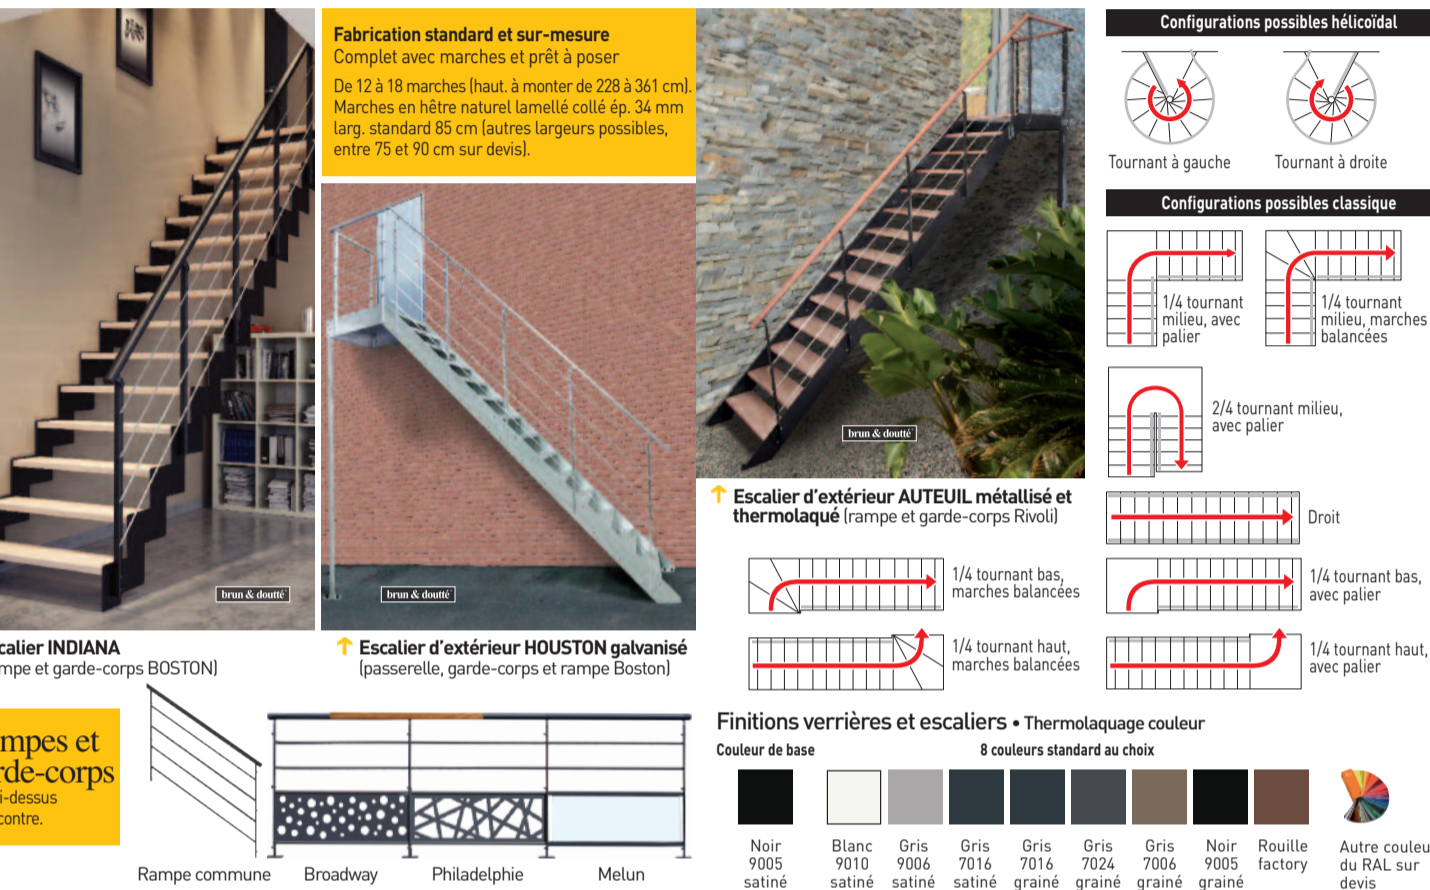 Fabrication standard et sur-mesure
Complet avec marches et prêt à poser
De 12 à 18 marches (haut. à monter de 228 à 361 cm).
Marches en hêtre naturel lamellé collé ép. 34 mm
larg. standard 85 cm (autres largeurs possibles,
entre 75 et 90 cm sur devis).
brun & doutté
calier INDIANA
mpe et garde-corps BOSTON)
brun & doutté
Escalier d'extérieur HOUSTON galvanisé
(passerelle, garde-corps et rampe Boston)
brun & doutté
Escalier d'extérieur AUTEUIL métallisé et
thermolaqué (rampe et garde-corps Rivoli)
Configurations possibles hélicoïdal
Tournant à gauche
Tournant à droite
Configurations possibles classique
1/4 tournant
milieu, avec
palier
1/4 tournant
milieu, marches
balancées
2/4 tournant milieu,
avec palier
Droit
1/4 tournant bas,
marches balancées
1/4 tournant bas,
avec palier
1/4 tournant haut,
marches balancées
1/4 tournant haut,
avec palier
mpes et
rde-corps
i-dessus
contre.
Rampe commune
Broadway
Philadelphie
Melun
Finitions verrières et escaliers • Thermolaquage couleur
Couleur de base
8 couleurs standard au choix
Noir
9005
satiné
Blanc
9010
satiné
Gris
9006
satiné
Gris
7016
satiné
Gris
7016
grainé
Gris
7024
grainé
Gris
7006
grainé
Noir
9005
grainé
Rouille
factory
Autre couleu
du RAL sur
devis